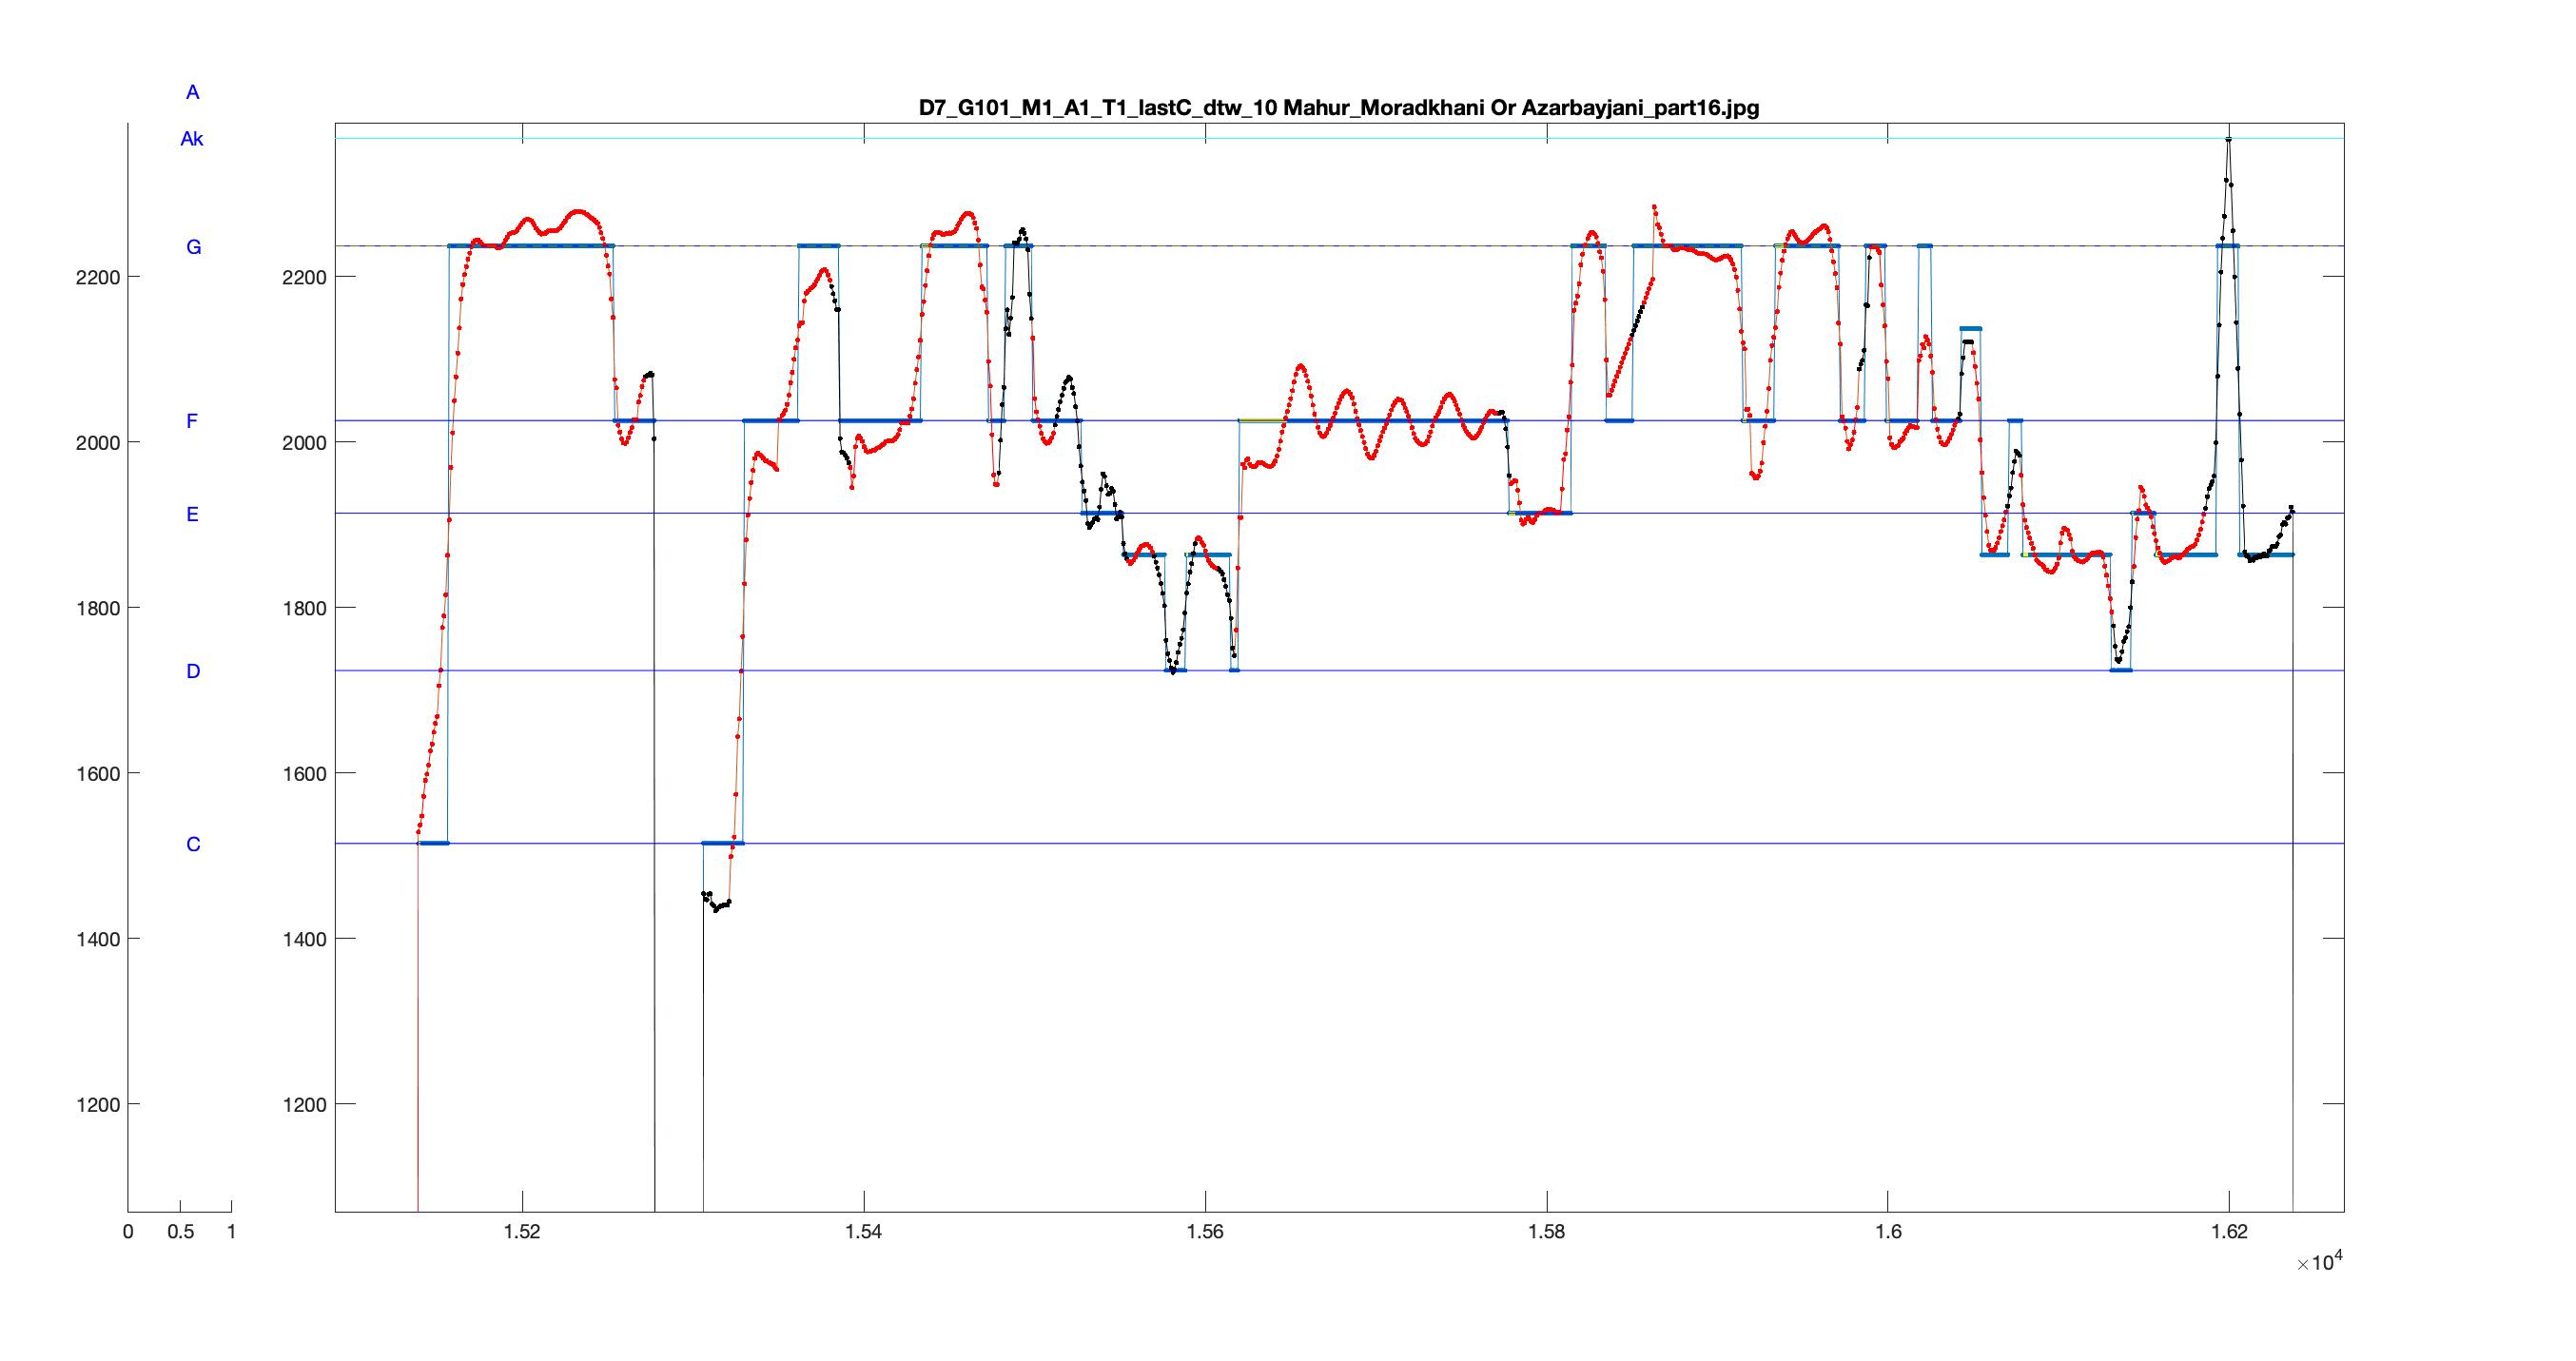 D7_G101_M1_A1_T1_lastC_dtw_10 Mahur_Moradkhani Or Azarbayjani_part16.jpg
A
Ak
G
F
E
D
C
2200
2000
1800
1600
1400
1200
0 0.5 1
2200
2000
1800
1600
1400
1200
1.52 1.54 1.56 1.58 1.6 1.62
×10⁴